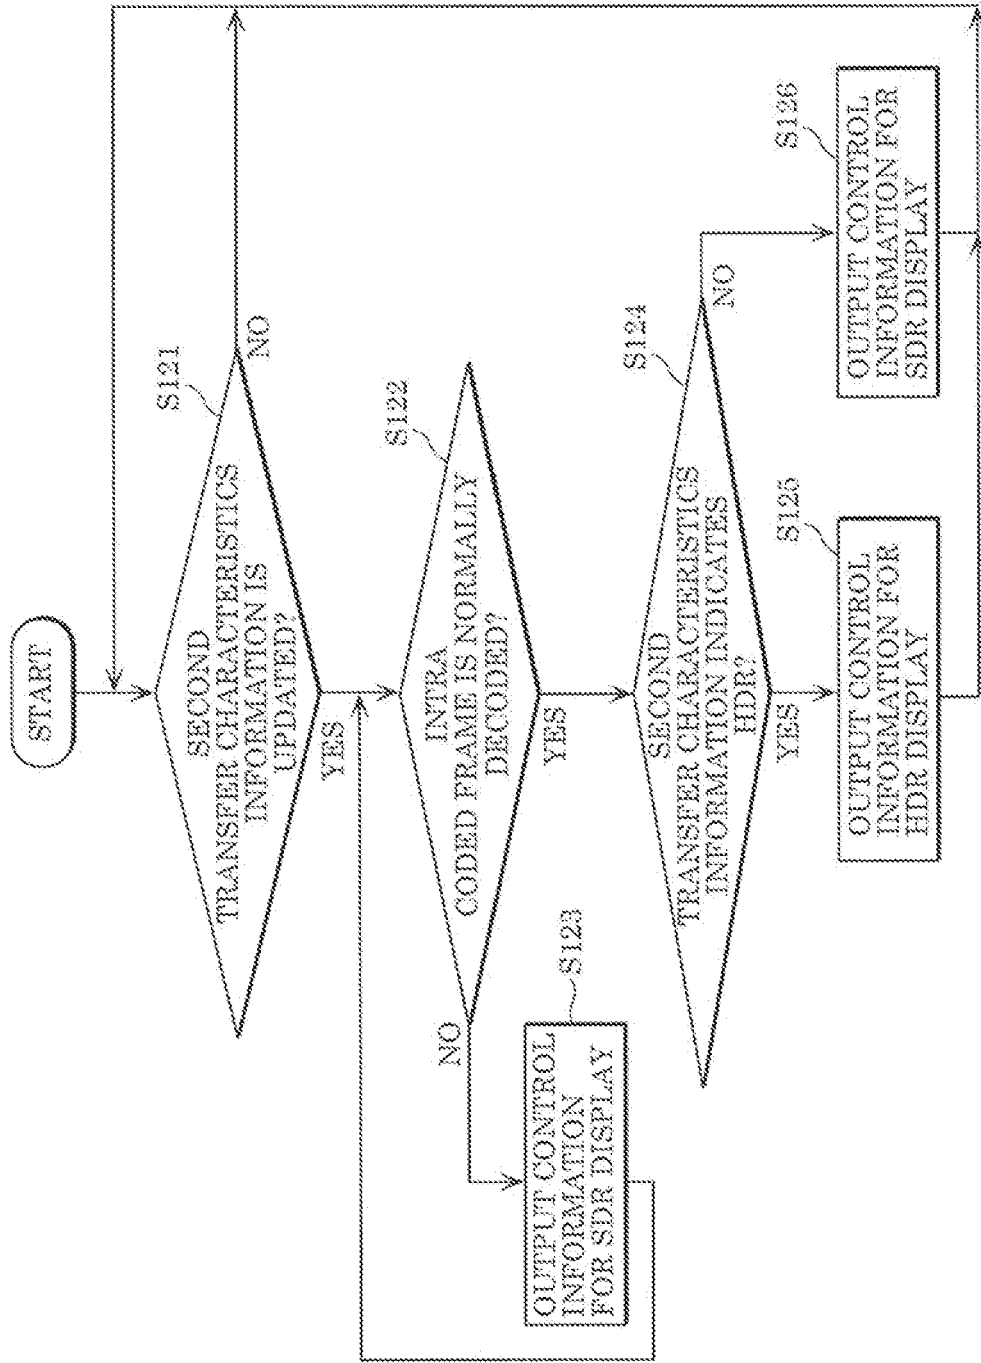 START
S121
SECOND
TRANSFER CHARACTERISTICS
INFORMATION IS
UPDATED?
NO
YES
S122
INTRA
CODED FRAME IS NORMALLY
DECODED?
NO
YES
S123
OUTPUT CONTROL
INFORMATION
FOR SDR DISPLAY
S124
SECOND
TRANSFER CHARACTERISTICS
INFORMATION INDICATES
HDR?
NO
YES
S125
OUTPUT CONTROL
INFORMATION FOR
HDR DISPLAY
S126
OUTPUT CONTROL
INFORMATION FOR
SDR DISPLAY